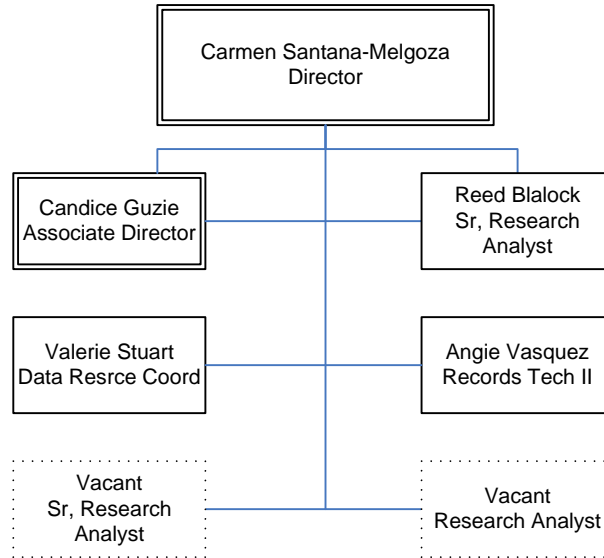 Carmen Santana-Melgoza
Director
Candice Guzie
Associate Director
Reed Blalock
Sr, Research
Analyst
Valerie Stuart
Data Resrce Coord
Angie Vasquez
Records Tech II
Vacant
Sr, Research
Analyst
Vacant
Research Analyst